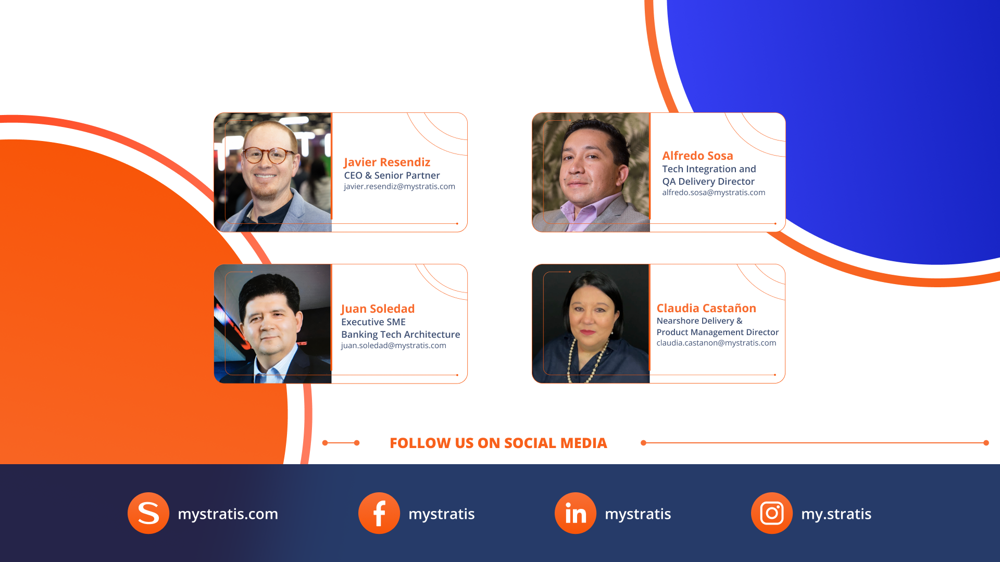 Javier Resendiz
CEO & Senior Partner
javier.resendiz@mystratis.com
Alfredo Sosa
Tech Integration and
QA Delivery Director
alfredo.sosa@mystratis.com
Juan Soledad
Executive SME
Banking Tech Architecture
juan.soledad@mystratis.com
Claudia Castañon
Nearshore Delivery &
Product Management Director
claudia.castanon@mystratis.com
FOLLOW US ON SOCIAL MEDIA
mystratis.com
mystratis
mystratis
my.stratis